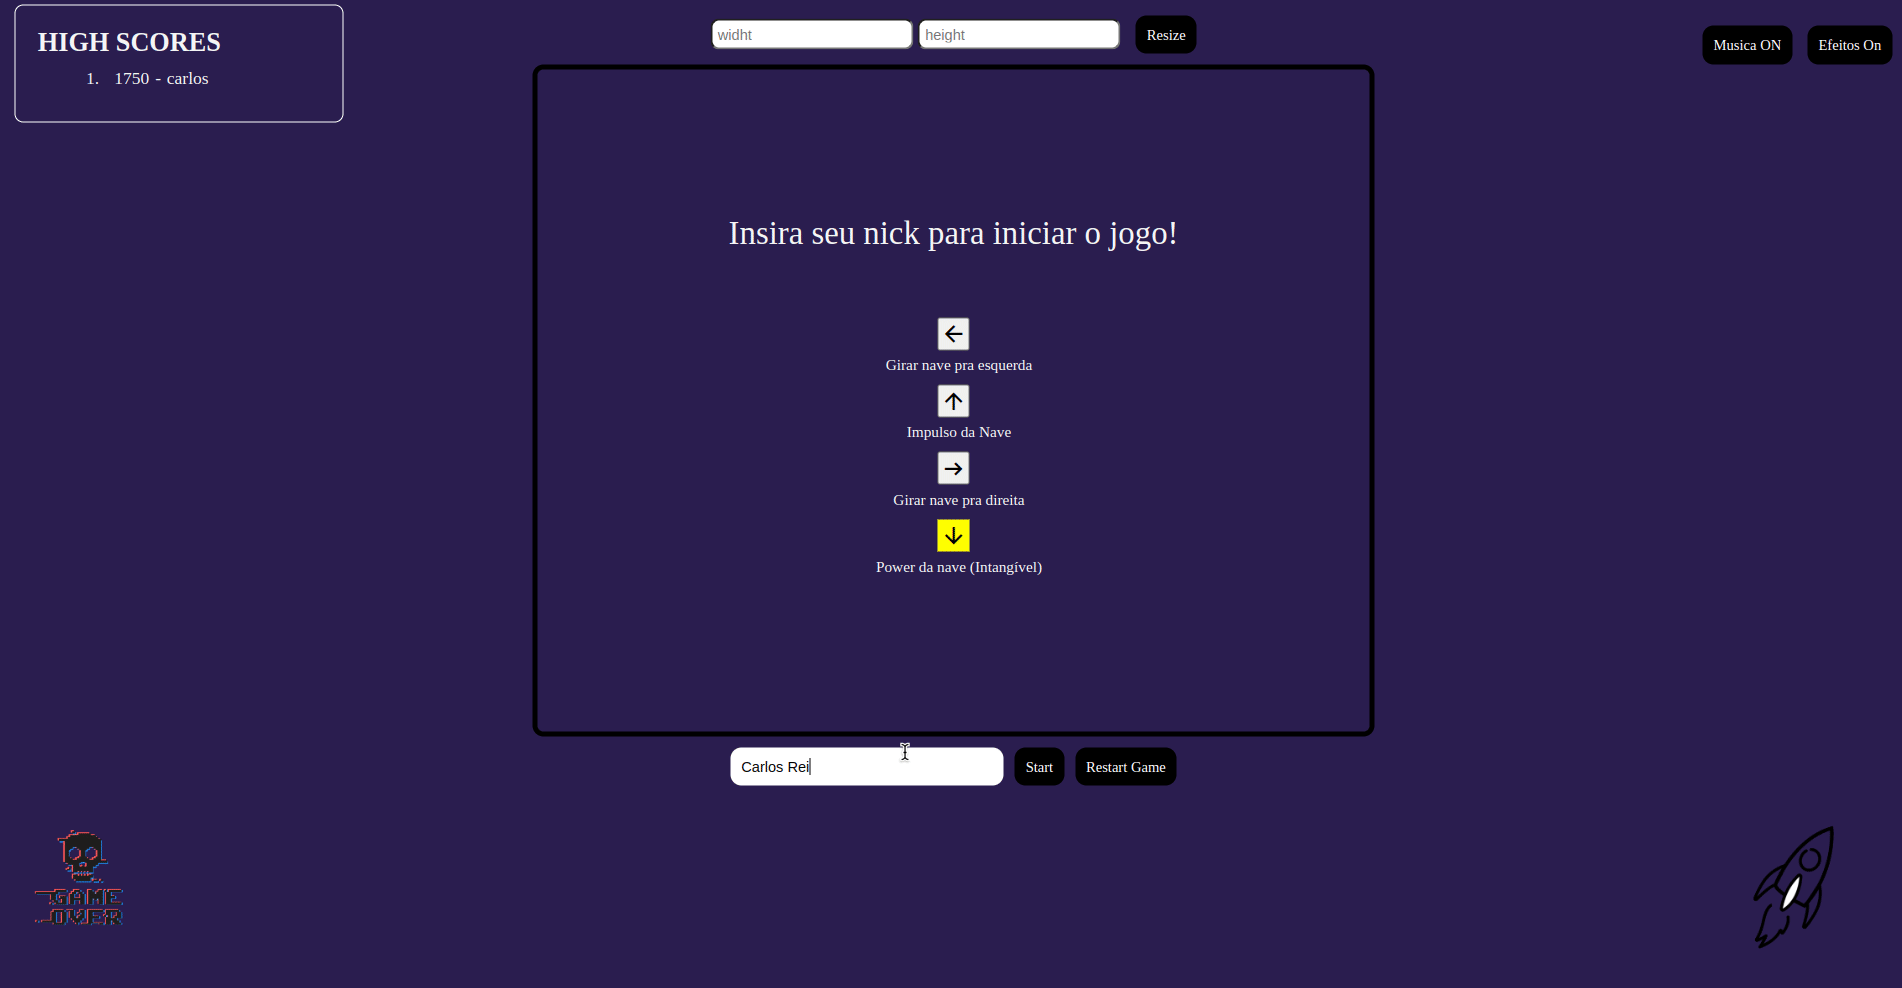 HIGH SCORES
1. 1750 - carlos
widht
height
Resize
Musica ON
Efeitos On
Insira seu nick para iniciar o jogo!
Girar nave pra esquerda
Impulso da Nave
Girar nave pra direita
Power da nave (Intangível)
Carlos Rei
Start
Restart Game
GAME
OVER